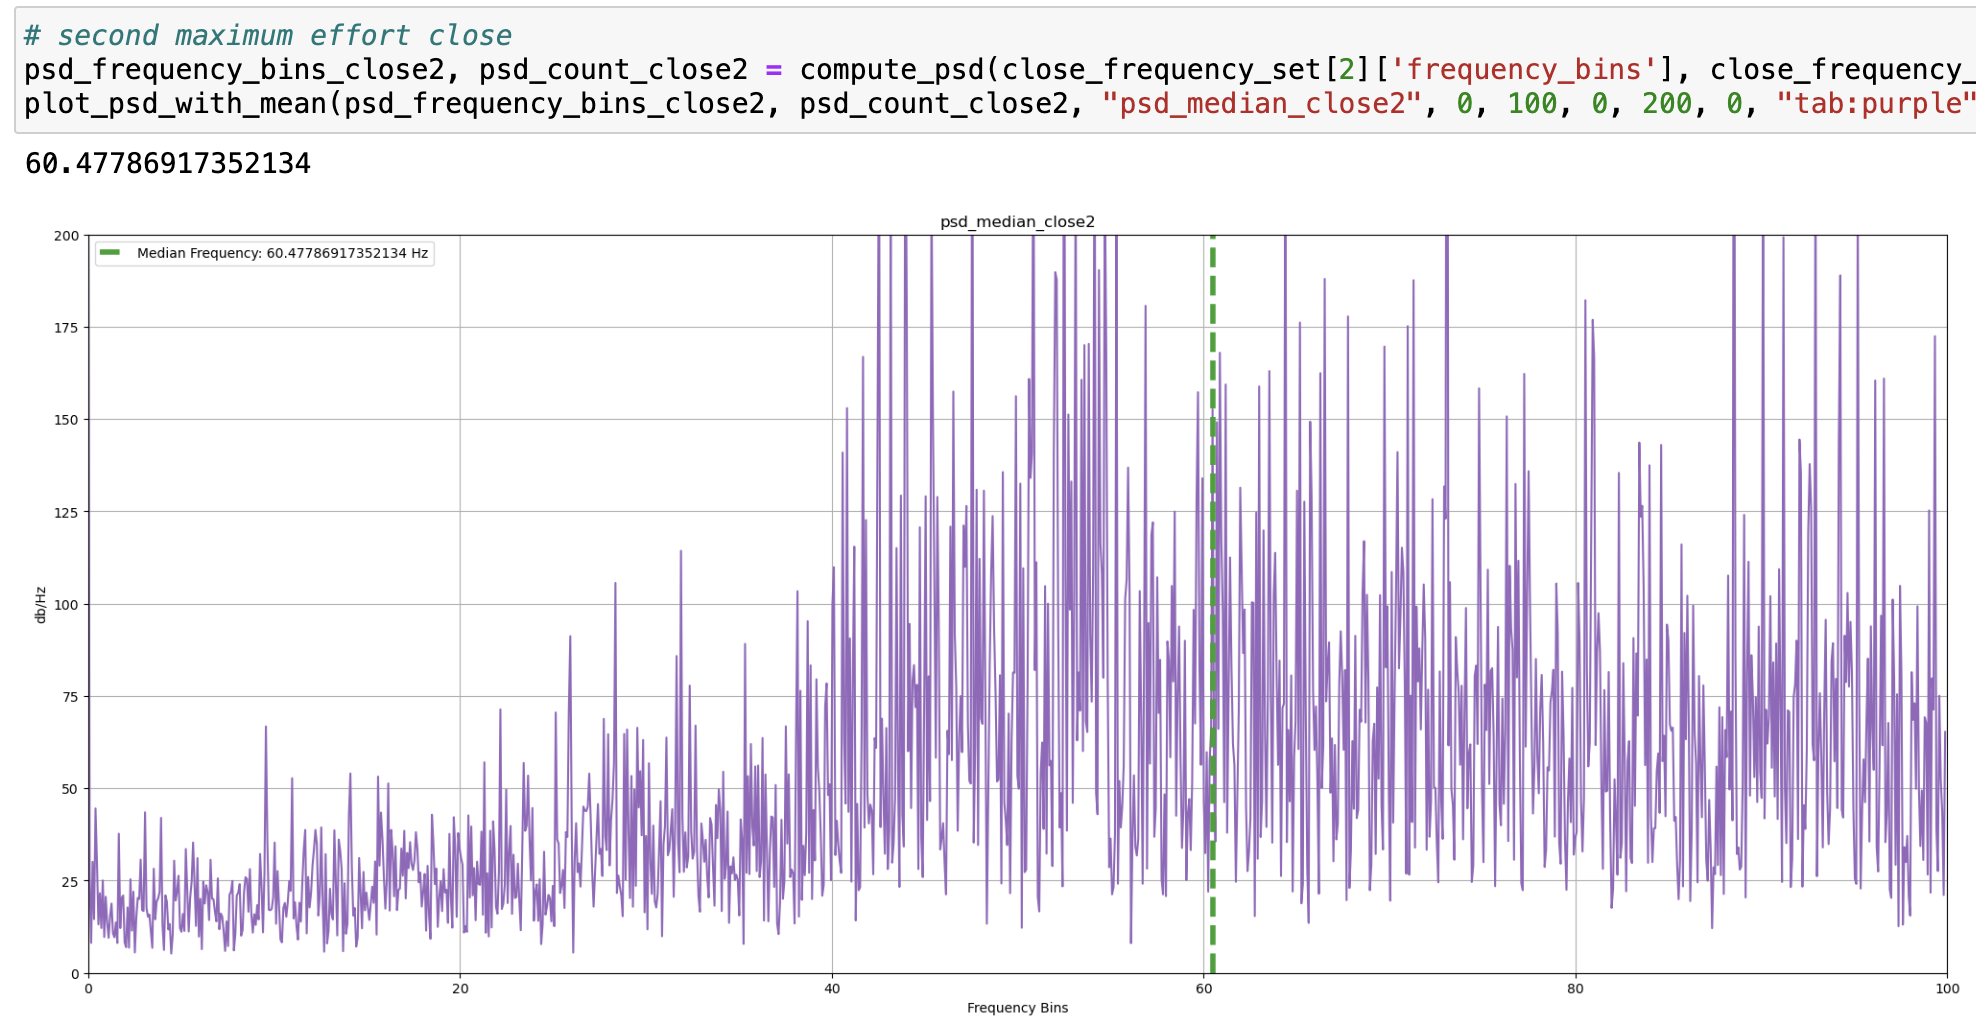 # second maximum effort close
psd_frequency_bins_close2, psd_count_close2 = compute_psd(close_frequency_set[2]['frequency_bins'], close_frequency_
plot_psd_with_mean(psd_frequency_bins_close2, psd_count_close2, "psd_median_close2", 0, 100, 0, 200, 0, "tab:purple"
60.47786917352134
psd_median_close2
Median Frequency: 60.47786917352134 Hz
200
175
150
125
100
75
50
25
0
db/Hz
0 20 40 60 80 100
Frequency Bins